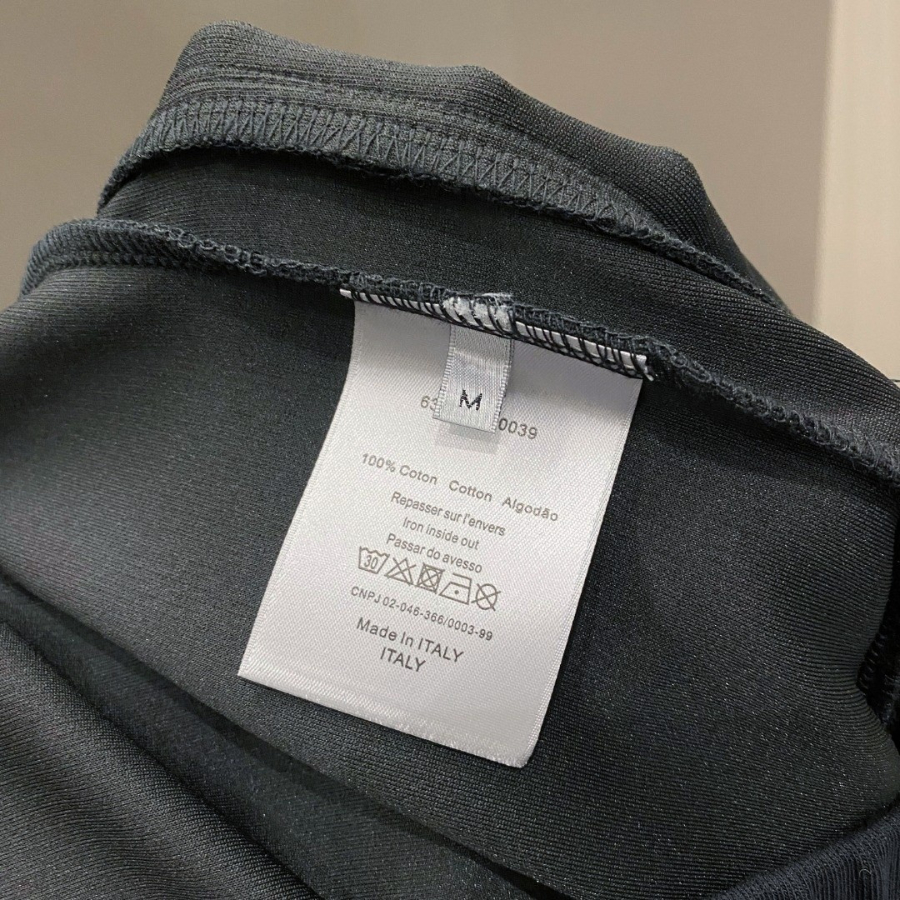 M
63 0039
100% Coton Cotton Algodão
Repasser sur l'envers
Iron inside out
Passar do avesso
30
CNPJ 02-046-366/0003-99
Made In ITALY
ITALY